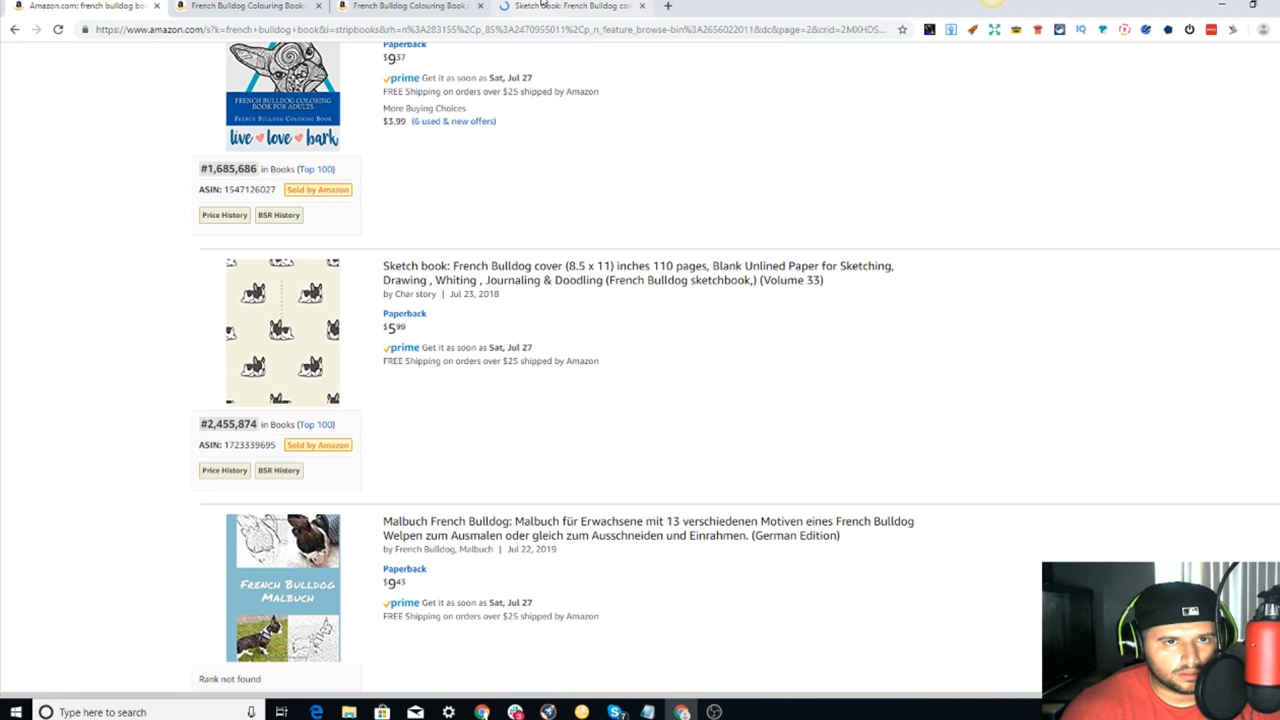 Amazon.com: french bulldog bo
French Bulldog Colouring Book:
French Bulldog Colouring Book:
Sketch book: French Bulldog cov
https://www.amazon.com/s?k=french+bulldog+book&i=stripbooks&rh=n%3A283155%2Cp_85%3A2470955011%2Cp_n_feature_browse-bin%3A2656022011&dc&page=2&crid=2MXHDS...
Paperback
$937
prime Get it as soon as Sat, Jul 27
FREE Shipping on orders over $25 shipped by Amazon
More Buying Choices
$3.99 (6 used & new offers)
FRENCH BULLDOG COLORING
BOOK FOR ADULTS
FRENCH BULLDOG COLORING BOOK
live love bark
#1,685,686 in Books (Top 100)
ASIN: 1547126027 Sold by Amazon
Price History BSR History
Sketch book: French Bulldog cover (8.5 x 11) inches 110 pages, Blank Unlined Paper for Sketching,
Drawing , Whiting , Journaling & Doodling (French Bulldog sketchbook,) (Volume 33)
by Char story | Jul 23, 2018
Paperback
$599
prime Get it as soon as Sat, Jul 27
FREE Shipping on orders over $25 shipped by Amazon
#2,455,874 in Books (Top 100)
ASIN: 1723339695 Sold by Amazon
Price History BSR History
Malbuch French Bulldog: Malbuch für Erwachsene mit 13 verschiedenen Motiven eines French Bulldog
Welpen zum Ausmalen oder gleich zum Ausschneiden und Einrahmen. (German Edition)
by French Bulldog, Malbuch | Jul 22, 2019
Paperback
$943
prime Get it as soon as Sat, Jul 27
FREE Shipping on orders over $25 shipped by Amazon
FRENCH BULLDOG
MALBUCH
Rank not found
Type here to search